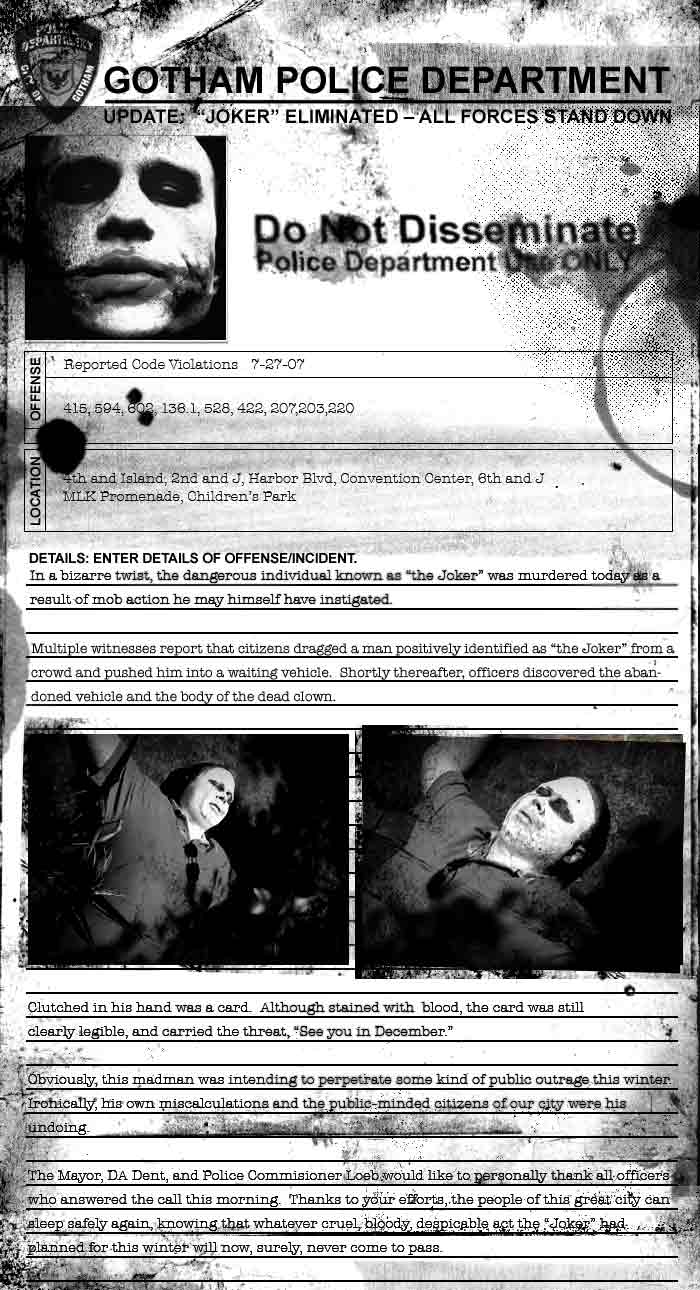 POLICE
DEPARTMENT
CITY OF GOTHAM
GOTHAM POLICE DEPARTMENT
UPDATE: “JOKER” ELIMINATED – ALL FORCES STAND DOWN
Do Not Disseminate
Police Department Use ONLY
OFFENSE
Reported Code Violations 7-27-07
415, 594, 602, 136.1, 528, 422, 207,203,220
LOCATION
4th and Island, 2nd and J, Harbor Blvd, Convention Center, 6th and J
MLK Promenade, Children's Park
DETAILS: ENTER DETAILS OF OFFENSE/INCIDENT.
In a bizarre twist, the dangerous individual known as “the Joker” was murdered today as a
result of mob action he may himself have instigated.
Multiple witnesses report that citizens dragged a man positively identified as “the Joker” from a
crowd and pushed him into a waiting vehicle. Shortly thereafter, officers discovered the aban-
doned vehicle and the body of the dead clown.
Clutched in his hand was a card. Although stained with blood, the card was still
clearly legible, and carried the threat, “See you in December.”
Obviously, this madman was intending to perpetrate some kind of public outrage this winter.
Ironically, his own miscalculations and the public-minded citizens of our city were his
undoing.
The Mayor, DA Dent, and Police Commisioner Loeb would like to personally thank all officers
who answered the call this morning. Thanks to your efforts, the people of this great city can
sleep safely again, knowing that whatever cruel, bloody, despicable act the “Joker” had
planned for this winter will now, surely, never come to pass.